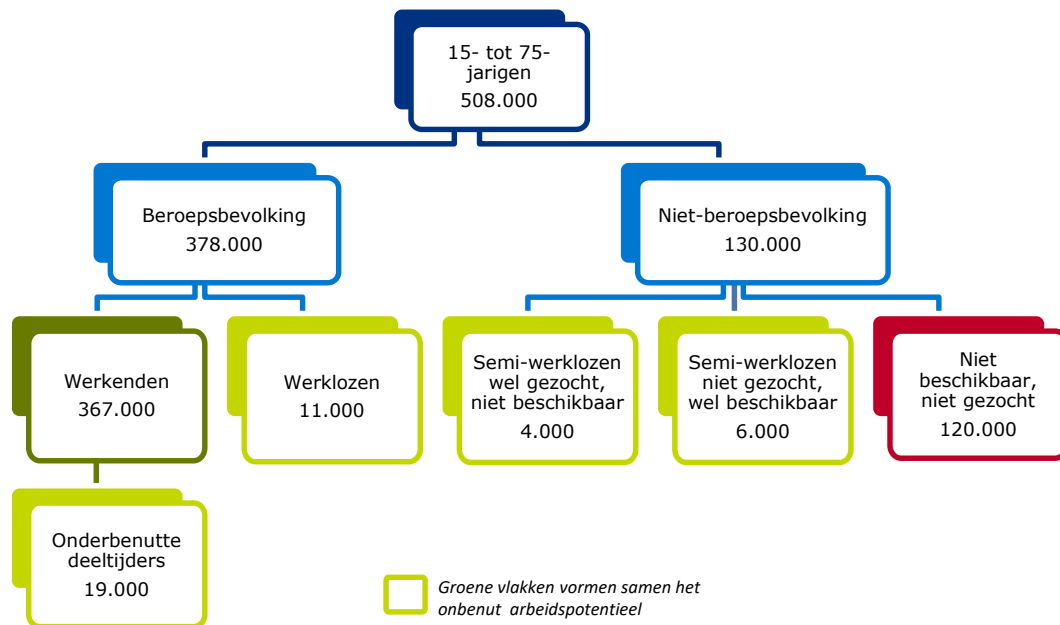 15- tot 75-
jarigen
508.000
Beroepsbevolking
378.000
Niet-beroepsbevolking
130.000
Werkenden
367.000
Werklozen
11.000
Semi-werklozen
wel gezocht,
niet beschikbaar
4.000
Semi-werklozen
niet gezocht,
wel beschikbaar
6.000
Niet
beschikbaar,
niet gezocht
120.000
Onderbenutte
deeltijders
19.000
Groene vlakken vormen samen het
onbenut arbeidspotentieel